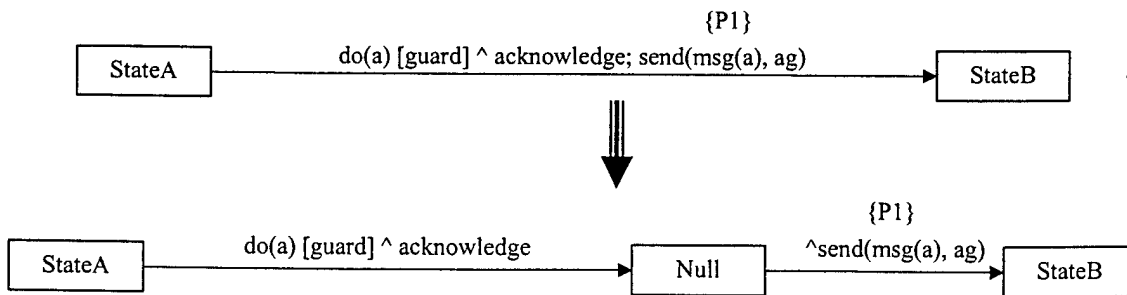 {P1}
do(a) [guard] ^ acknowledge; send(msg(a), ag)
StateA
StateB
{P1}
do(a) [guard] ^ acknowledge
^send(msg(a), ag)
StateA
Null
StateB